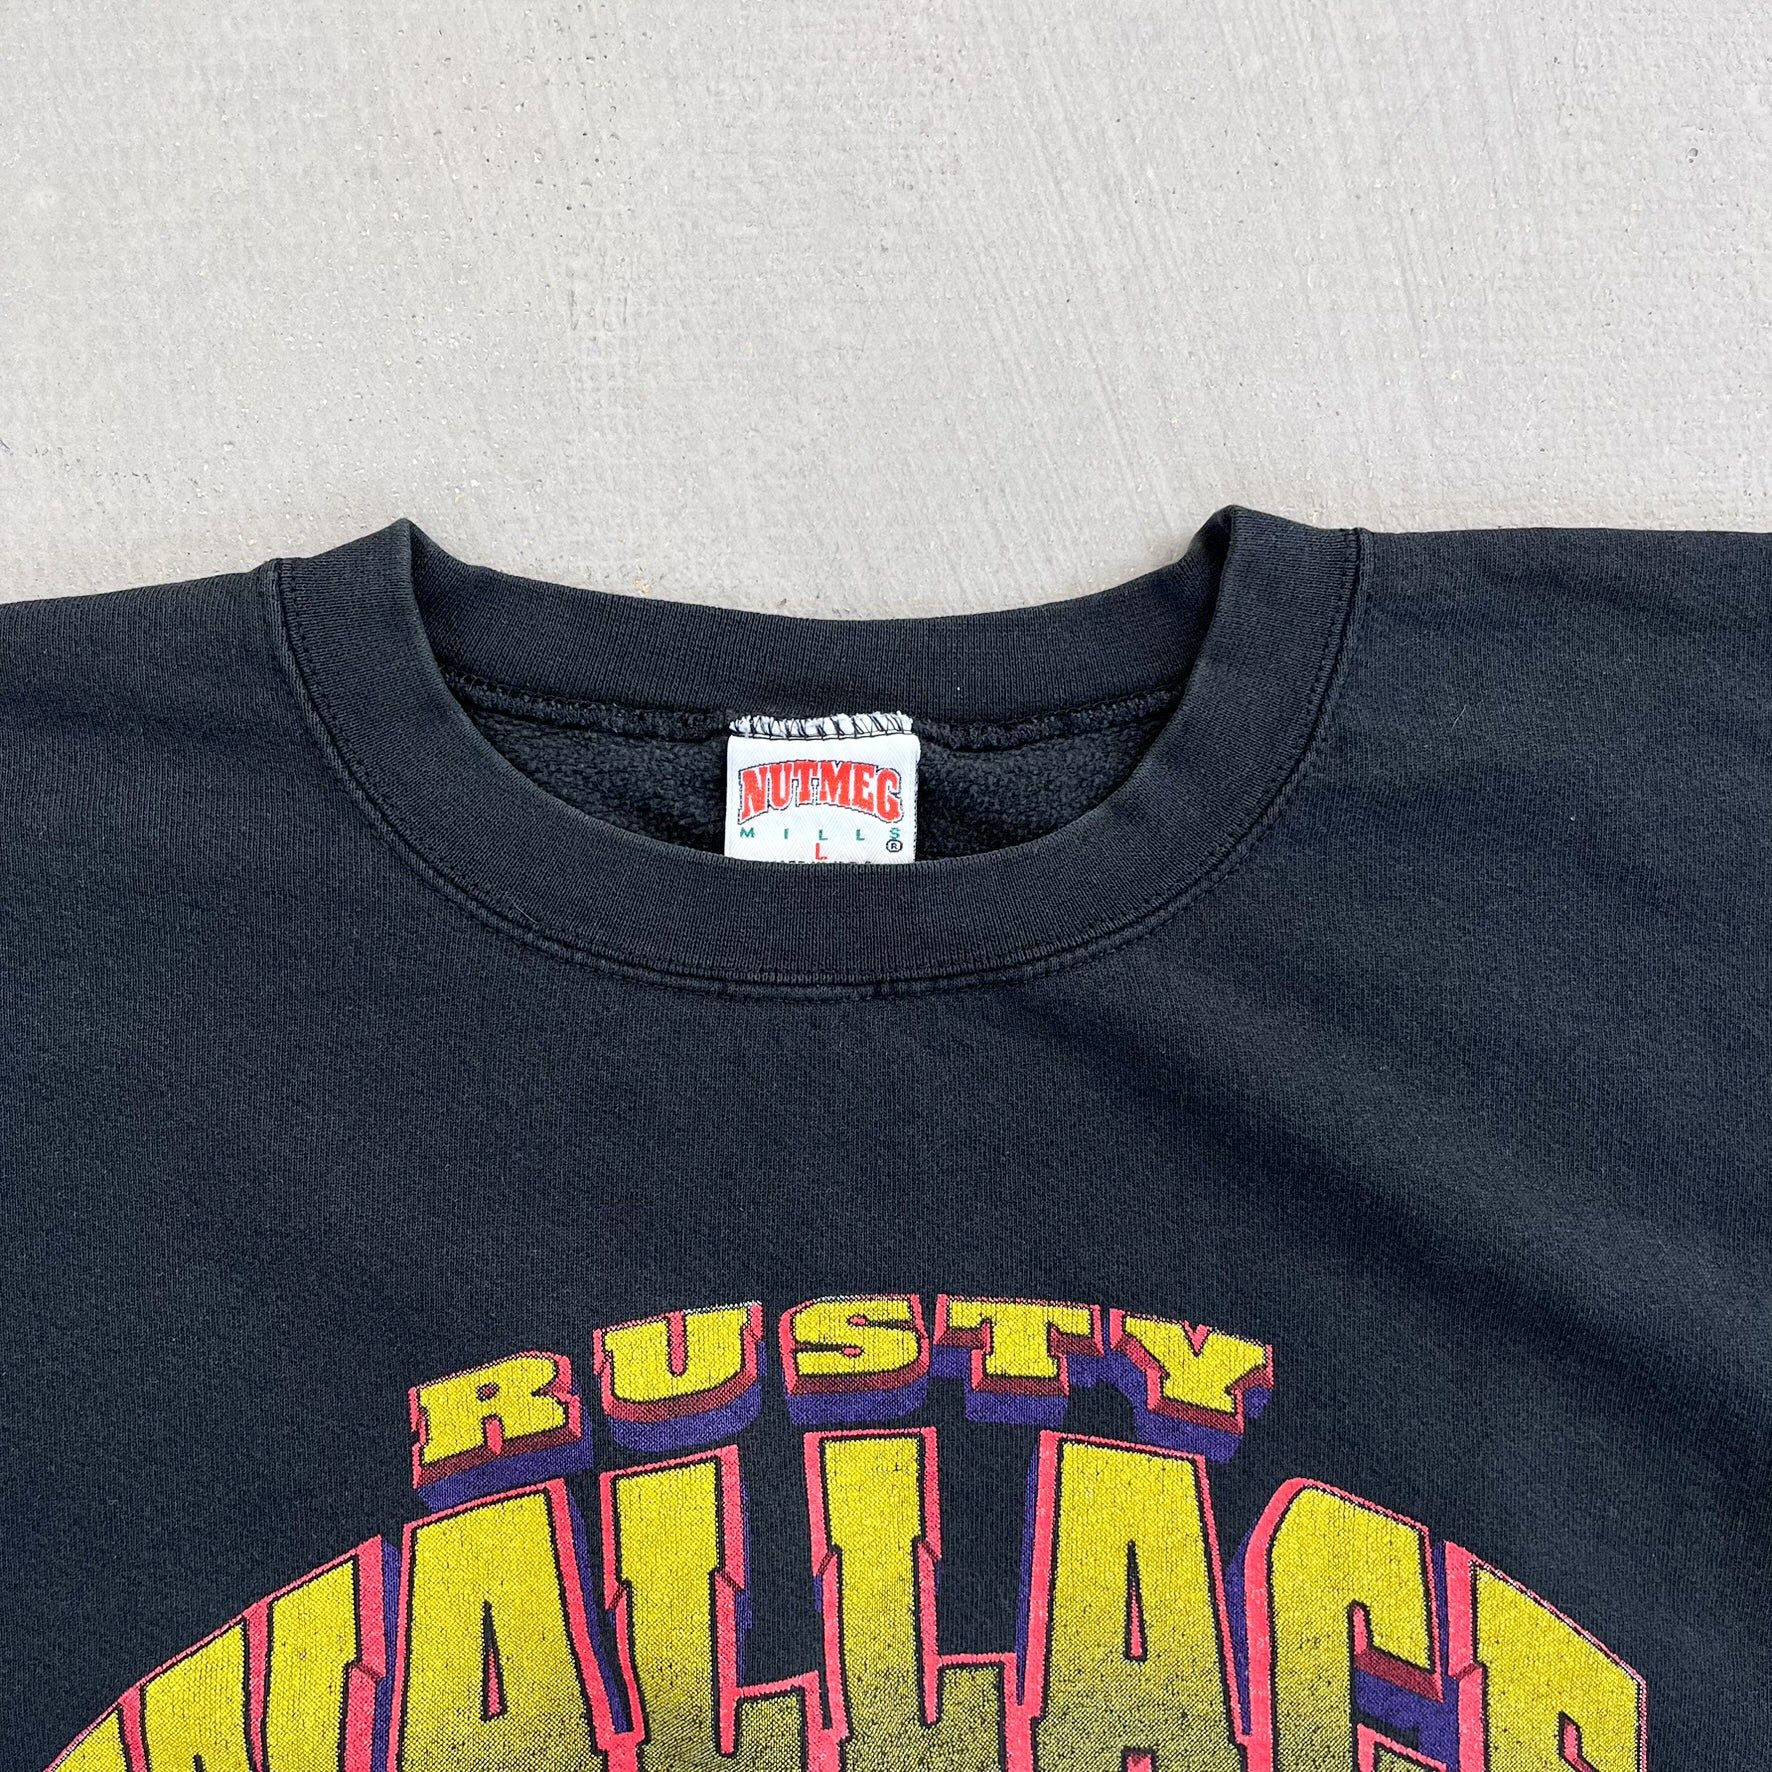 NUTMEG
MILLS
®
L
RUSTY
WALLACE